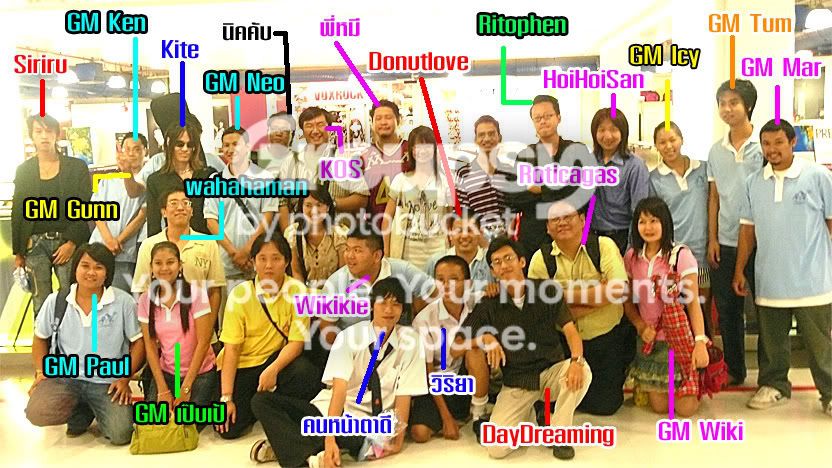 GM Ken
Siriru
Kite
นิคคับ
พี่หมี
GM Neo
Donutlove
Ritophen
HoiHoiSan
GM Icy
GM Tum
GM Mar
VOXROCK
KOS
wahahaman
Roticagas
GM Gunn
by photobucket
Your people. Your moments.
Your space.
NY
Wikikie
GM Paul
GM เป็บเป้
คนหน้าตาดี
วิริยา
DayDreaming
GM Wiki